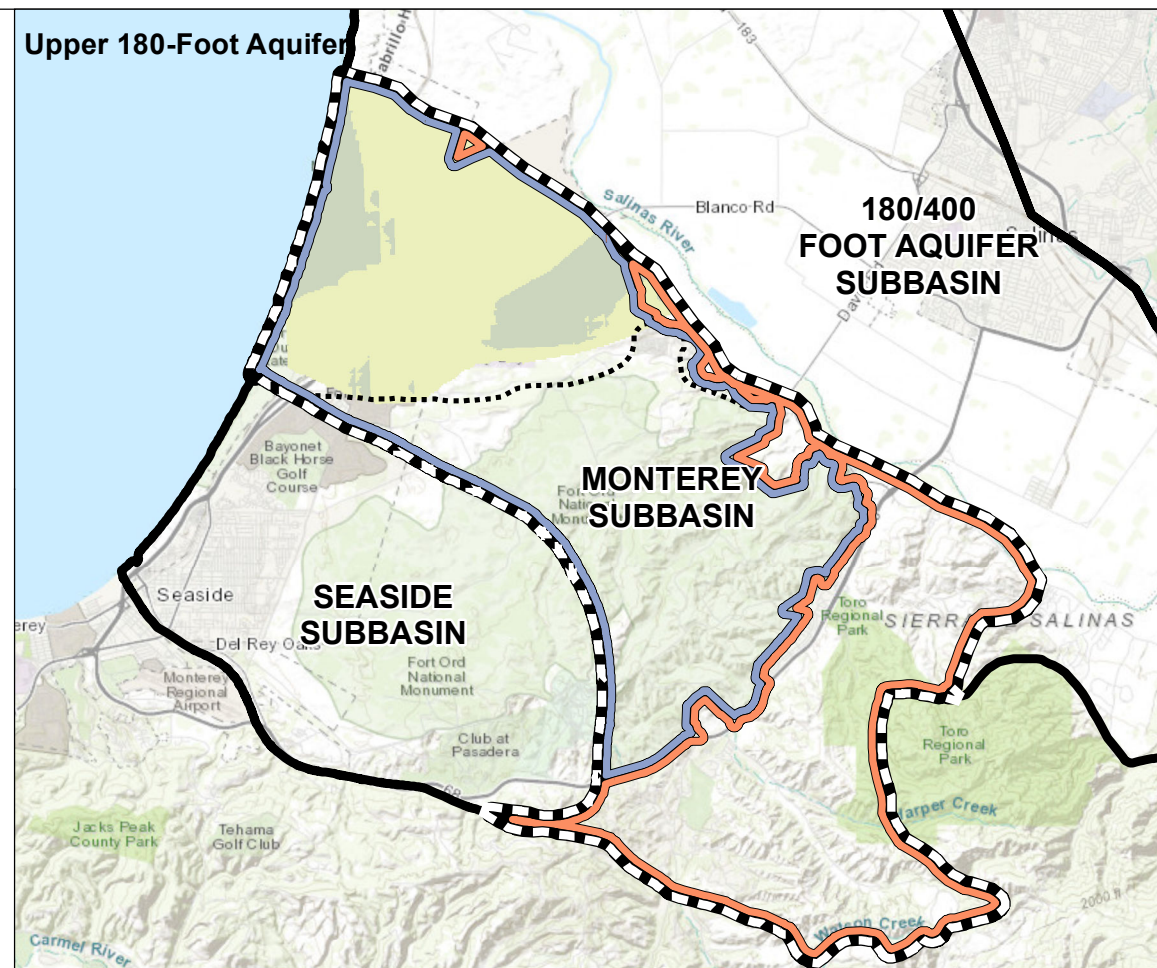 Upper 180-Foot Aquifer
183
Salinas River
Blanco Rd
180/400
FOOT AQUIFER
SUBBASIN
Salinas
Bayonet
Black Horse
Golf
Course
MONTEREY
SUBBASIN
Seaside
SEASIDE
SUBBASIN
Del Rey Oaks
Monterey
Regional
Airport
Fort Ord
National
Monument
Club at
Pasadera
Toro
Regional
Park
SIERRA
SALINAS
Toro
Regional
Park
Harper Creek
Jacks Peak
County Park
Tehama
Golf Club
Watson Creek
2000 ft
Carmel River